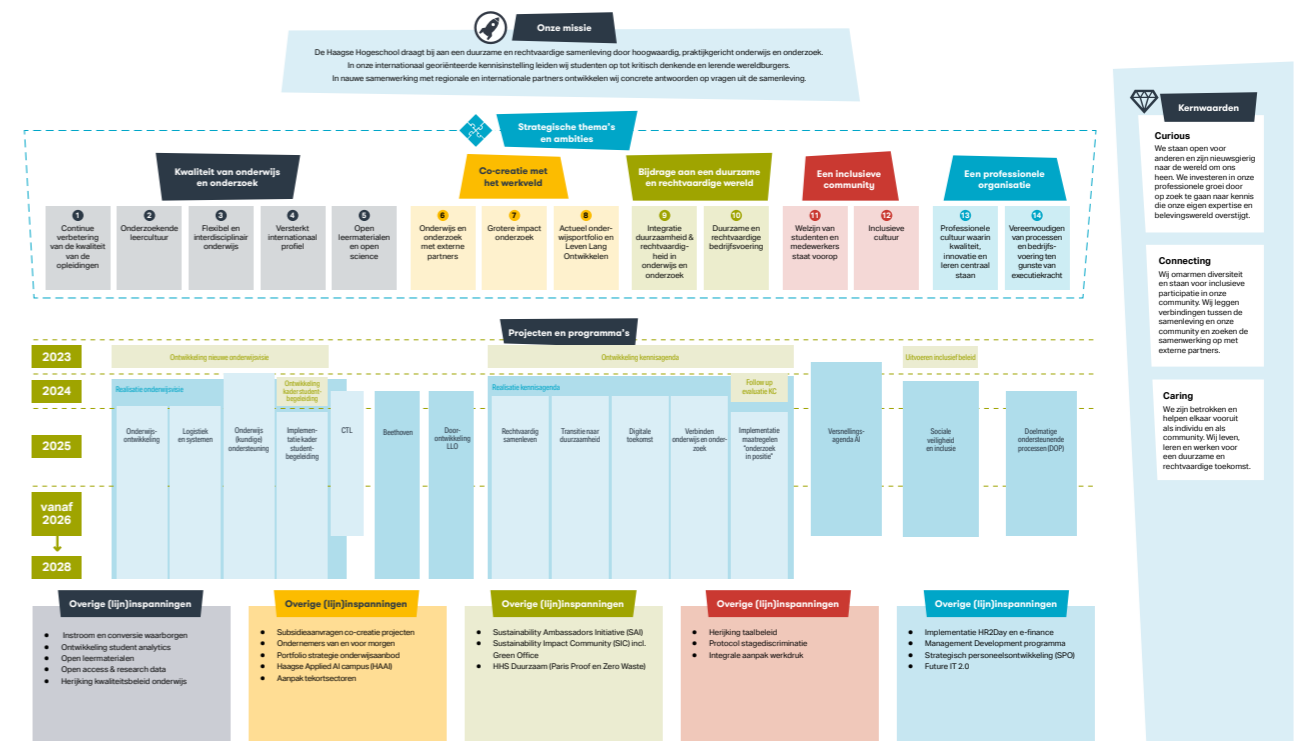 Onze missie
De Haagse Hogeschool draagt bij aan een duurzame en rechtvaardige samenleving door hoogwaardig, praktijkgericht onderwijs en onderzoek.
In onze internationaal georiënteerde kennisinstelling leiden wij studenten op tot kritisch denkende en lerende wereldburgers.
In nauwe samenwerking met regionale en internationale partners ontwikkelen wij concrete antwoorden op vragen uit de samenleving.
Strategische thema's
en ambities
Kwaliteit van onderwijs
en onderzoek
1
Continue
verbetering
van de kwaliteit
van de
opleidingen
2
Onderzoekende
leercultuur
3
Flexibel en
interdisciplinair
onderwijs
4
Versterkt
internationaal
profiel
5
Open
leermaterialen
en open
science
Co-creatie met
het werkveld
6
Onderwijs en
onderzoek
met externe
partners
7
Grotere impact
onderzoek
8
Actueel onder-
wijsportfolio en
Leven Lang
Ontwikkelen
Bijdrage aan een duurzame
en rechtvaardige wereld
9
Integratie
duurzaamheid &
rechtvaardig-
heid in
onderwijs en
onderzoek
10
Duurzame en
rechtvaardige
bedrijfsvoering
Een inclusieve
community
11
Welzijn van
studenten en
medewerkers
staat voorop
12
Inclusieve
cultuur
Een professionele
organisatie
13
Professionele
cultuur waarin
kwaliteit,
innovatie en
leren centraal
staan
14
Vereenvoudigen
van processen
en bedrijfs-
voering ten
gunste van
executiekracht
Projecten en programma's
2023
Ontwikkeling nieuwe onderwijsvisie
Ontwikkeling kennisagenda
Uitvoeren inclusief beleid
2024
Realisatie onderwijsvisie
Ontwikkeling
kader student-
begeleiding
Realisatie kennisagenda
Follow up
evaluatie KC
2025
Onderwijs-
ontwikkeling
Logistiek
en systemen
Onderwijs
(kundige)
ondersteuning
Implemen-
tatie kader
student-
begeleiding
CTL
Beethoven
Door-
ontwikkeling
LLO
Rechtvaardig
samenleven
Transitie naar
duurzaamheid
Digitale
toekomst
Verbinden
onderwijs en onder-
zoek
Implementatie
maatregelen
"onderzoek
in positie"
Versnellings-
agenda AI
Sociale
veiligheid
en inclusie
Doelmatige
ondersteunende
processen (DOP)
vanaf
2026
2028
Overige (lijn)inspanningen
● Instroom en conversie waarborgen
● Ontwikkeling student analytics
● Open leermaterialen
● Open access & research data
● Herijking kwaliteitsbeleid onderwijs
Overige (lijn)inspanningen
● Subsidieaanvragen co-creatie projecten
● Ondernemers van en voor morgen
● Portfolio strategie onderwijsaanbod
● Haagse Applied AI campus (HAAI)
● Aanpak tekortsectoren
Overige (lijn)inspanningen
● Sustainability Ambassadors Initiative (SAI)
● Sustainability Impact Community (SIC) incl.
Green Office
● HHS Duurzaam (Paris Proof en Zero Waste)
Overige (lijn)inspanningen
● Herijking taalbeleid
● Protocol stagediscriminatie
● Integrale aanpak werkdruk
Overige (lijn)inspanningen
● Implementatie HR2Day en e-finance
● Management Development programma
● Strategisch personeelsontwikkeling (SPO)
● Future IT 2.0
Kernwaarden
Curious
We staan open voor
anderen en zijn nieuwsgierig
naar de wereld om ons
heen. We investeren in onze
professionele groei door
op zoek te gaan naar kennis
die onze eigen expertise en
belevingswereld overstijgt.
Connecting
Wij omarmen diversiteit
en staan voor inclusieve
participatie in onze
community. Wij leggen
verbindingen tussen de
samenleving en onze
community en zoeken de
samenwerking op met
externe partners.
Caring
We zijn betrokken en
helpen elkaar vooruit
als individu en als
community. Wij leven,
leren en werken voor
een duurzame en
rechtvaardige toekomst.